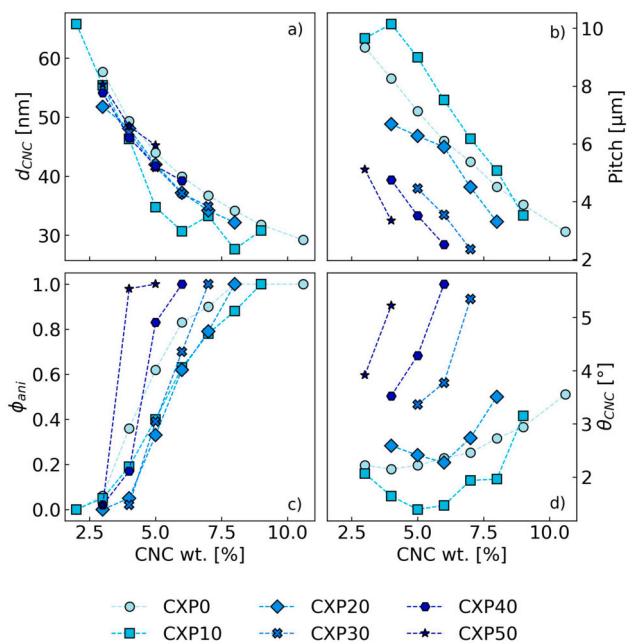 a)
60
50
40
30
d_CNC [nm]
b)
10
8
6
4
2
Pitch [µm]
c)
1.0
0.8
0.6
0.4
0.2
0.0
ϕ_ani
2.5 5.0 7.5 10.0
CNC wt. [%]
d)
5
4
3
2
θ_CNC [°]
2.5 5.0 7.5 10.0
CNC wt. [%]
CXP0 CXP20 CXP40
CXP10 CXP30 CXP50